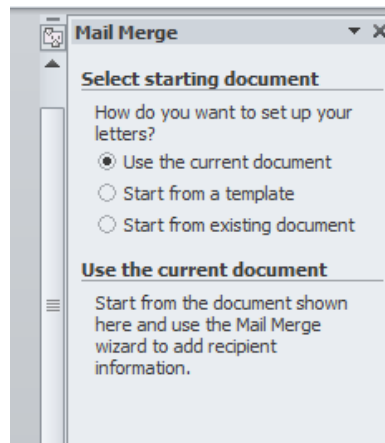 Mail Merge
Select starting document
How do you want to set up your
letters?
Use the current document
Start from a template
Start from existing document
Use the current document
Start from the document shown
here and use the Mail Merge
wizard to add recipient
information.